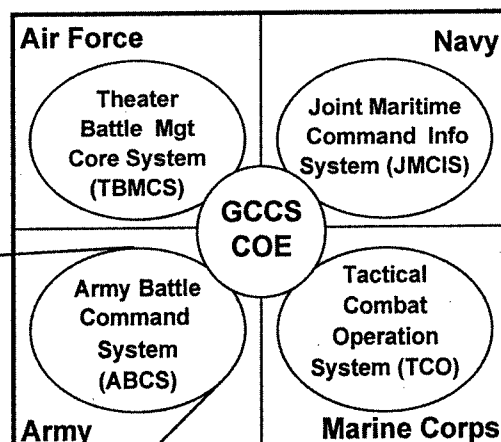 Air Force
Navy
Theater
Battle Mgt
Core System
(TBMCS)
Joint Maritime
Command Info
System (JMCIS)
GCCS
COE
Army Battle
Command
System
(ABCS)
Tactical
Combat
Operation
System (TCO)
Army
Marine Corps